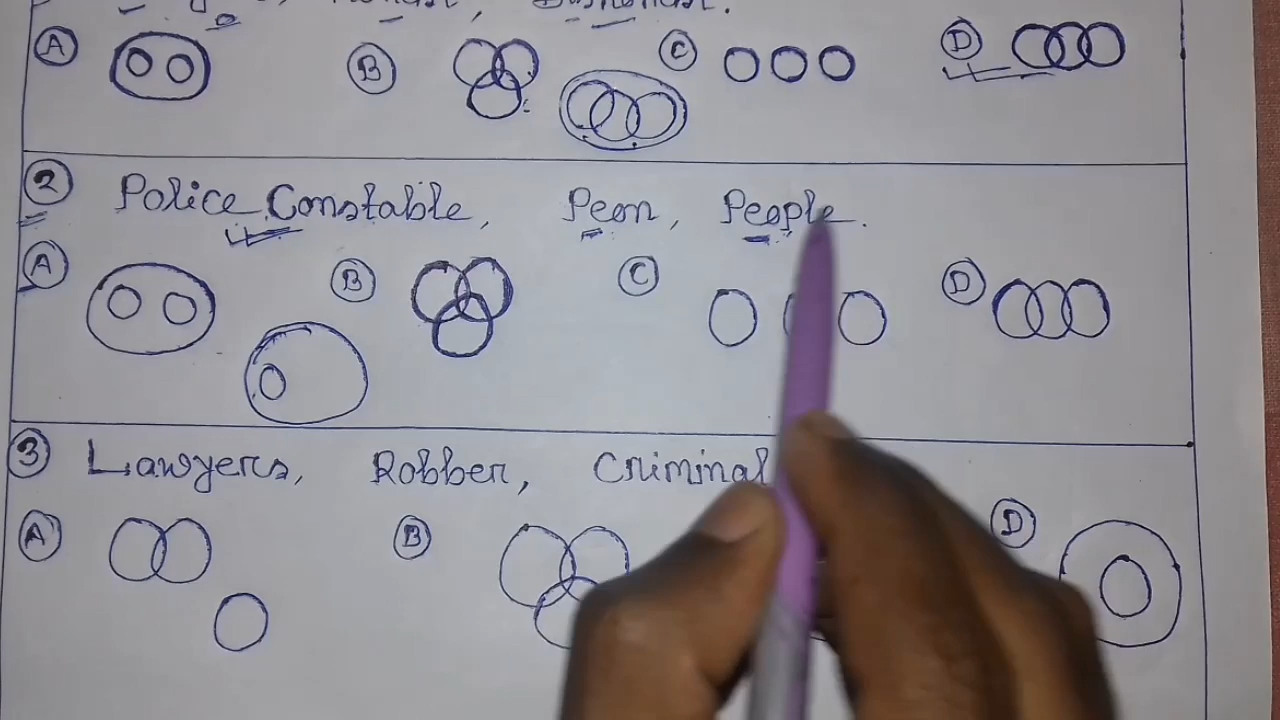 A B C D
2 Police Constable, Peon, People.
A B C D
3 Lawyers, Robber, Criminal
A B D